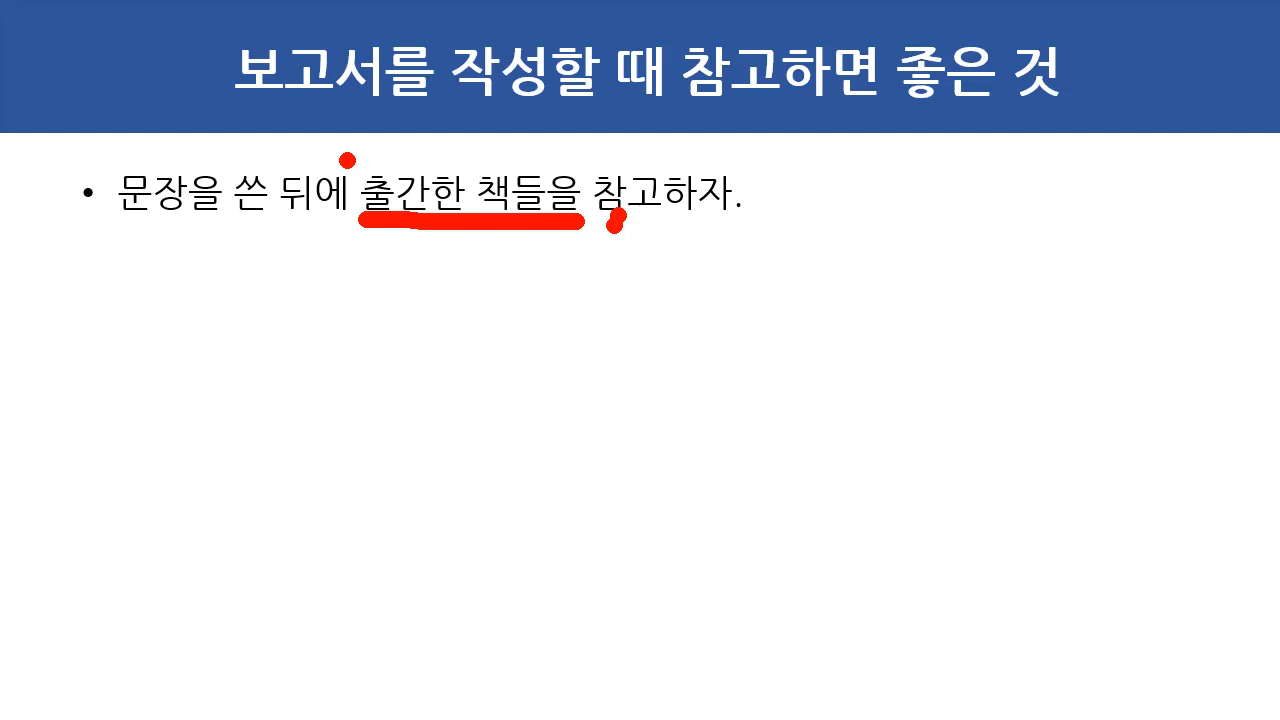 보고서를 작성할 때 참고하면 좋은 것
• 문장을 쓴 뒤에 출간한 책들을 참고하자.